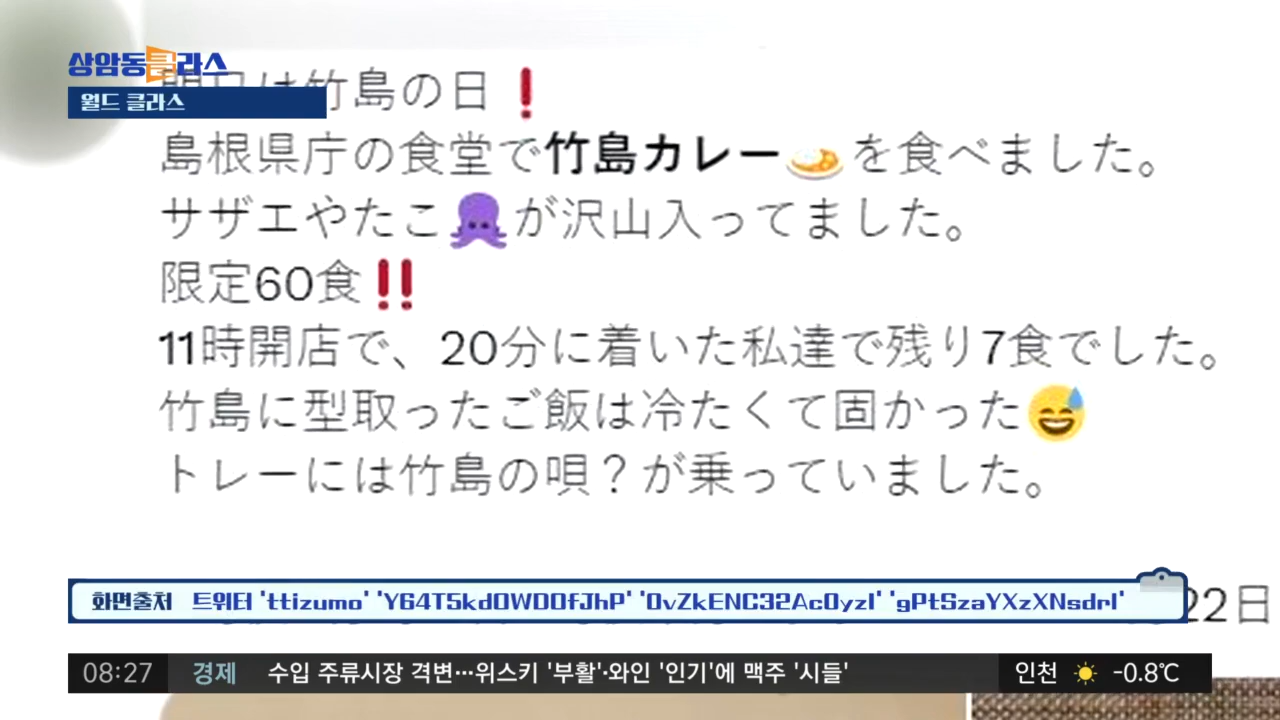 상암동클라스
월드 클라스
は竹島の日❗
島根県庁の食堂で竹島カレー🍛を食べました。
サザエやたこ🐙が沢山入ってました。
限定60食‼️
11時開店で、20分に着いた私達で残り7食でした。
竹島に型取ったご飯は冷たくて固かった😅
トレーには竹島の唄？が乗っていました。
화면출처 트위터 'ttizumo' 'Y64T5kdOWDOfJhP' 'OvZkENC32AcOyzI' 'gPtSzaYXzXNsdrI'
22日
08:27 경제 수입 주류시장 격변…위스키 '부활'·와인 '인기'에 맥주 '시들' 인천 -0.8℃